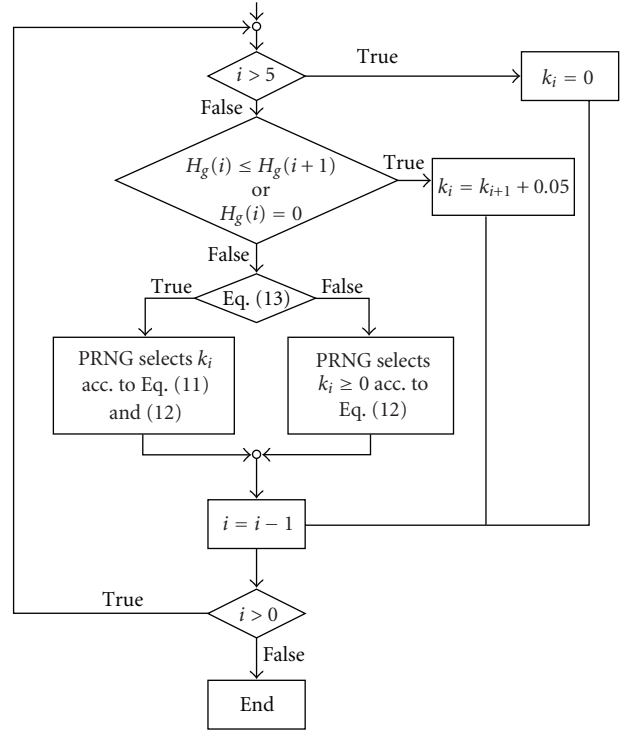 i > 5
True
k_i = 0
False
H_g(i) ≤ H_g(i + 1)
or
H_g(i) = 0
True
k_i = k_{i+1} + 0.05
False
True
Eq. (13)
False
PRNG selects k_i
acc. to Eq. (11)
and (12)
PRNG selects
k_i ≥ 0 acc. to
Eq. (12)
i = i − 1
True
i > 0
False
End